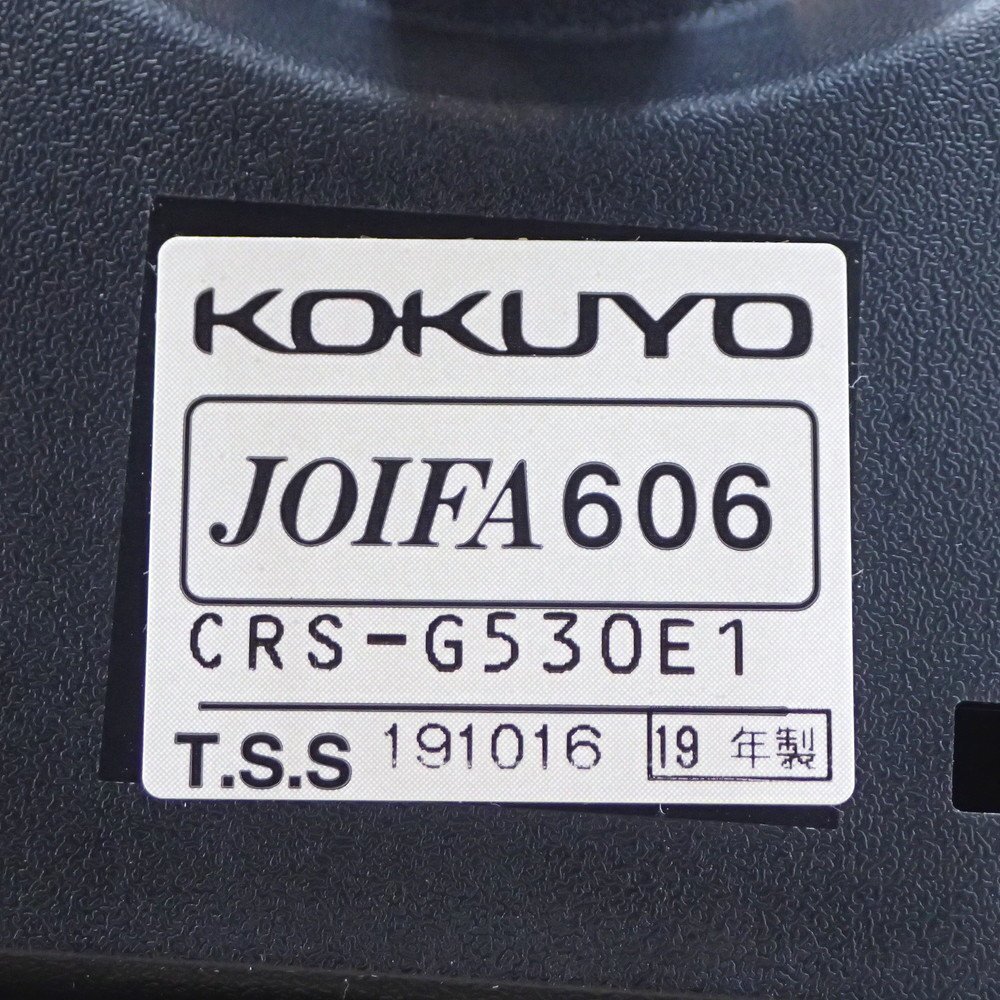 KOKUYO
JOIFA 606
CRS-G530E1
T.S.S 191016 19 年製